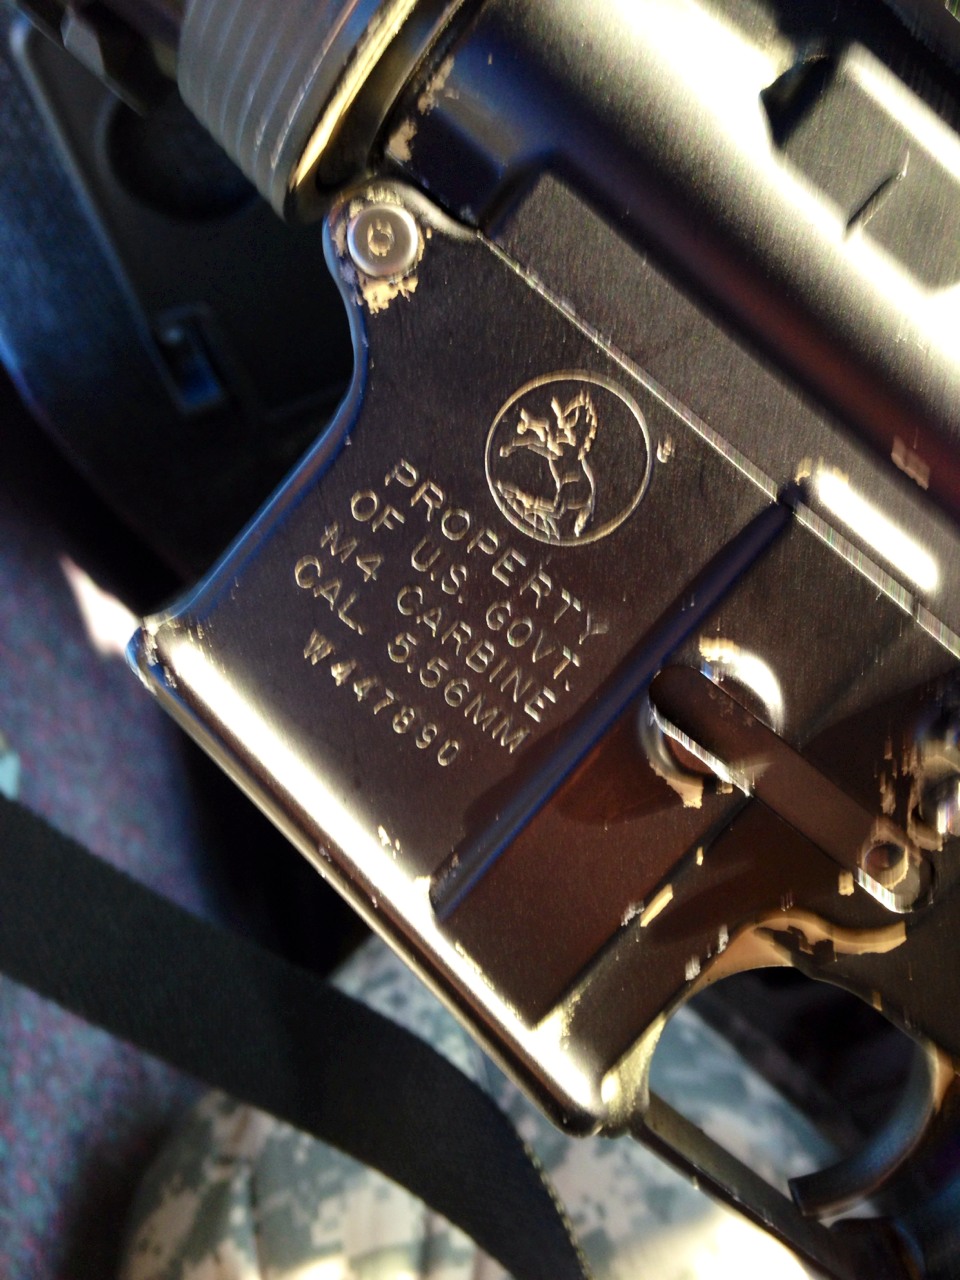 PROPERTY
OF U.S. GOVT.
M4 CARBINE
CAL. 5.56MM
W447890